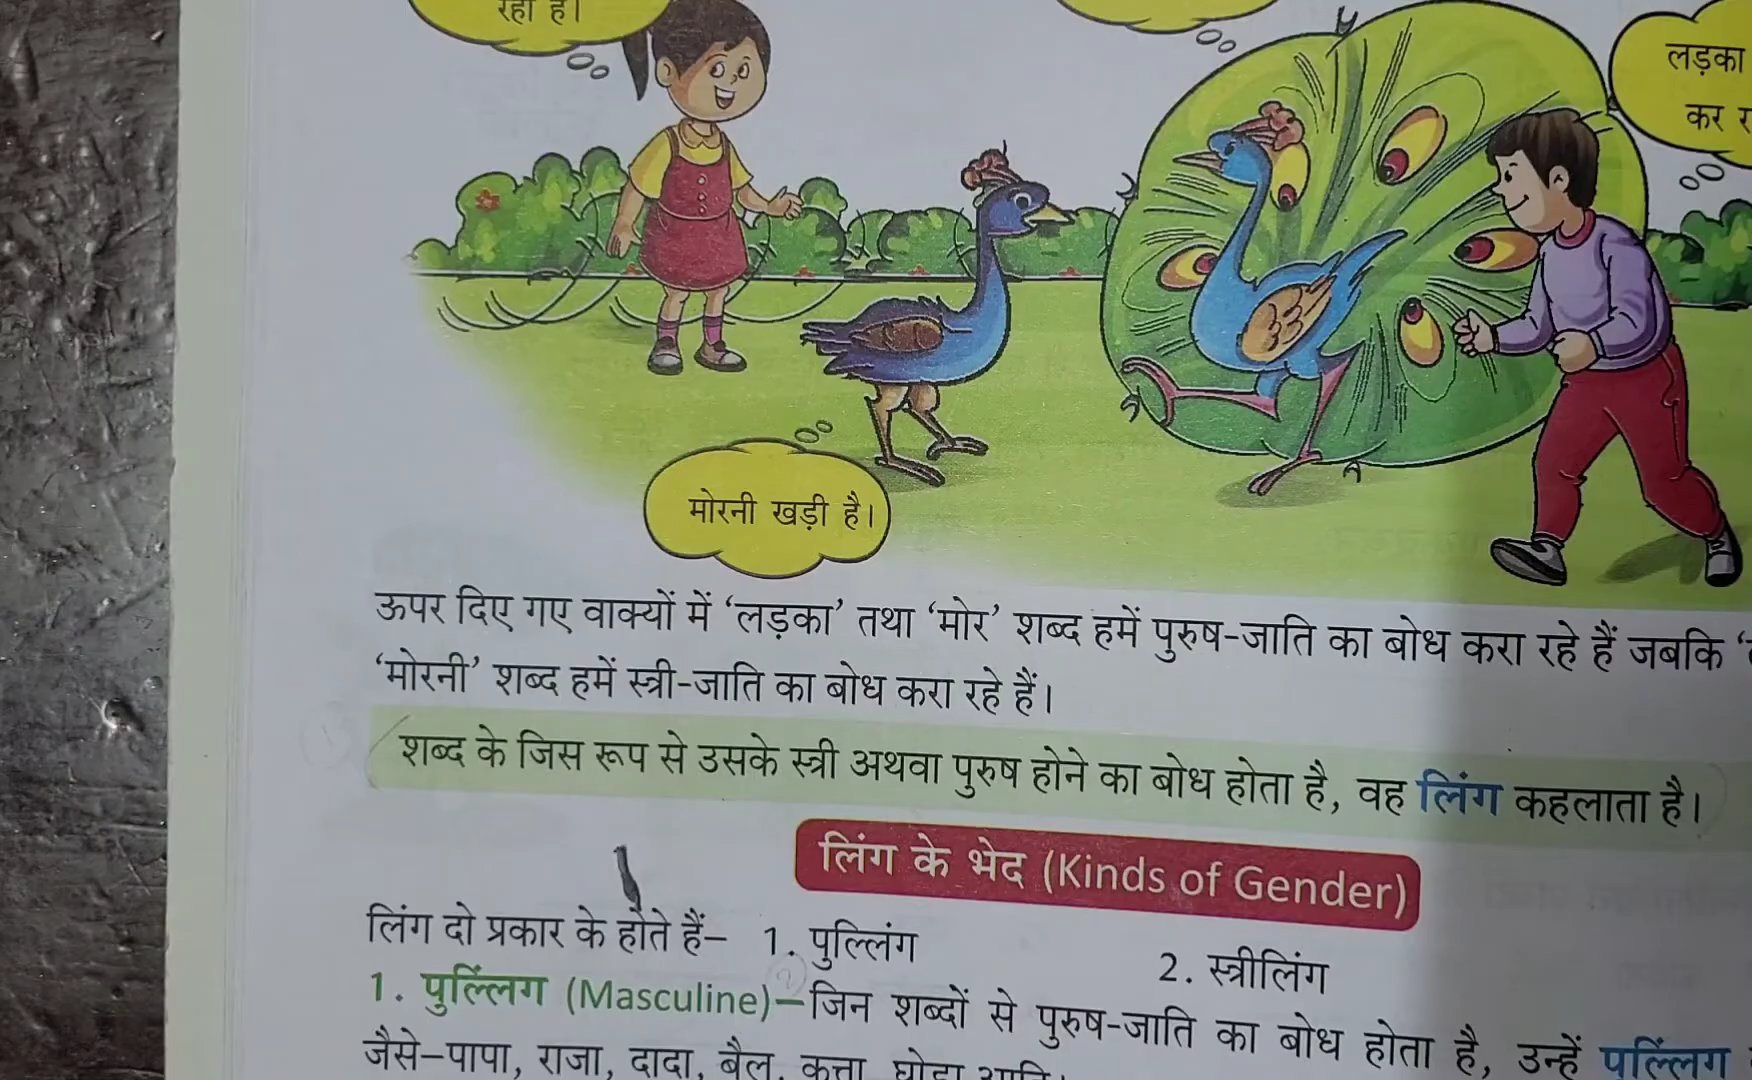 रहा है।
लड़का
कर
मोरनी खड़ी है।
ऊपर दिए गए वाक्यों में ‘लड़का’ तथा ‘मोर’ शब्द हमें पुरुष-जाति का बोध करा रहे हैं जबकि
‘मोरनी’ शब्द हमें स्त्री-जाति का बोध करा रहे हैं।
शब्द के जिस रूप से उसके स्त्री अथवा पुरुष होने का बोध होता है, वह लिंग कहलाता है।
लिंग के भेद (Kinds of Gender)
लिंग दो प्रकार के होते हैं– 1. पुल्लिंग 2. स्त्रीलिंग
1. पुल्लिंग (Masculine)–जिन शब्दों से पुरुष-जाति का बोध होता है, उन्हें पुल्लिंग
जैसे–पापा, राजा, दादा, बैल,